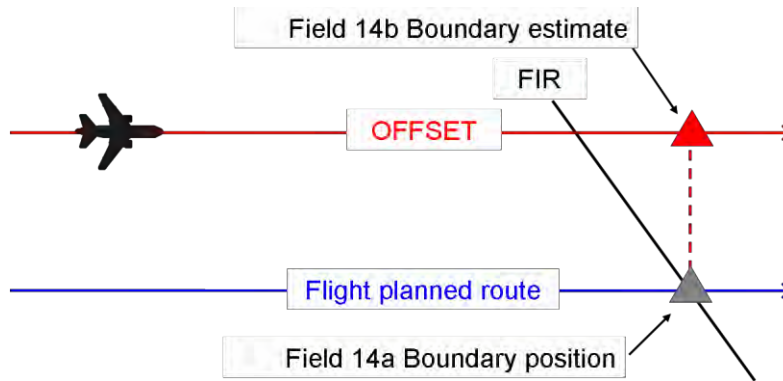 Field 14b Boundary estimate
FIR
OFFSET
Flight planned route
Field 14a Boundary position